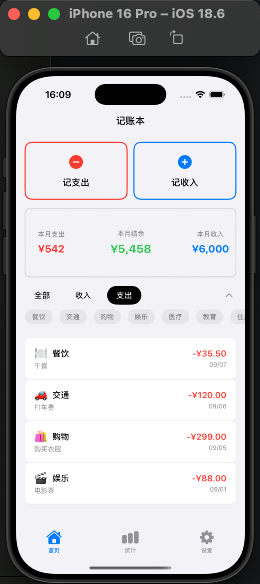 iPhone 16 Pro – iOS 18.6
16:09
记账本
记支出
记收入
本月支出
本月结余
本月收入
¥542
¥5,458
¥6,000
全部
收入
支出
餐饮
交通
购物
娱乐
医疗
教育
餐饮
-¥35.50
午餐
09/07
交通
-¥120.00
打车费
09/06
购物
-¥299.00
购买衣服
09/05
娱乐
-¥88.00
电影票
09/01
首页
统计
设置